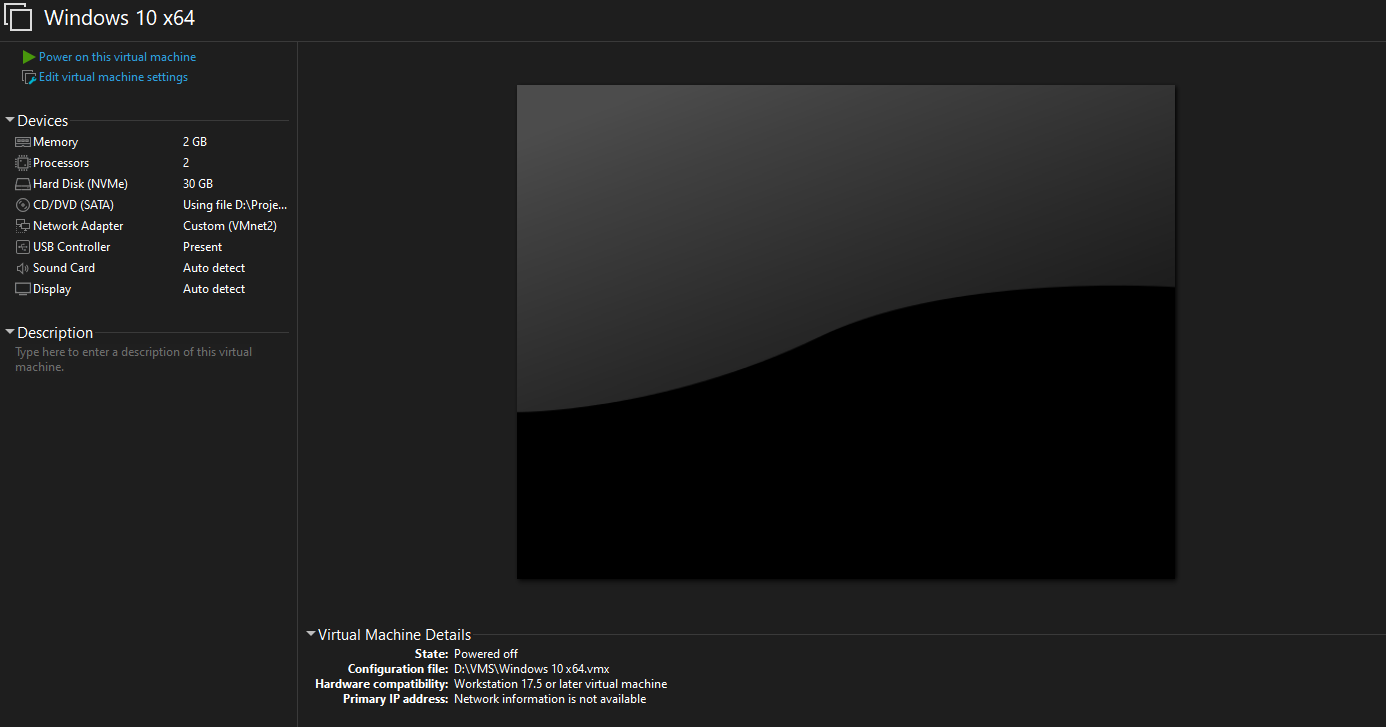 Windows 10 x64
Power on this virtual machine
Edit virtual machine settings
Devices
Memory 2 GB
Processors 2
Hard Disk (NVMe) 30 GB
CD/DVD (SATA) Using file D:\Proje...
Network Adapter Custom (VMnet2)
USB Controller Present
Sound Card Auto detect
Display Auto detect
Description
Type here to enter a description of this virtual
machine.
Virtual Machine Details
State: Powered off
Configuration file: D:\VMS\Windows 10 x64.vmx
Hardware compatibility: Workstation 17.5 or later virtual machine
Primary IP address: Network information is not available